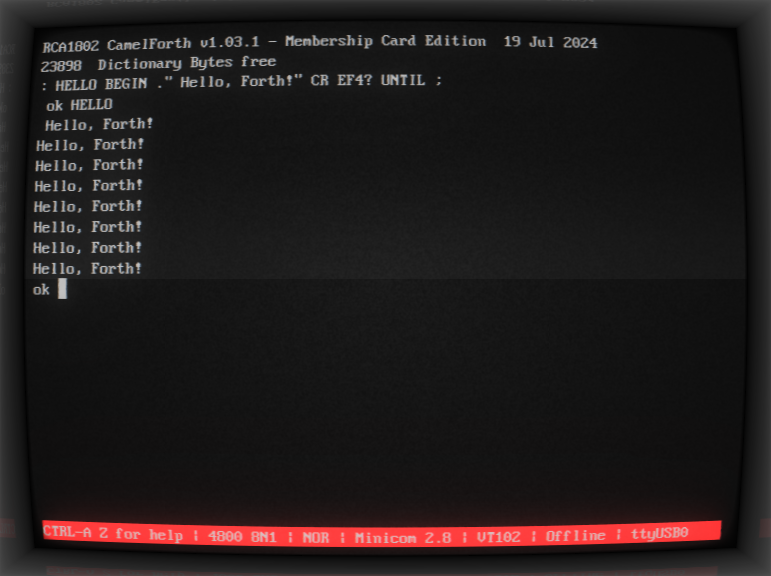 RCA1802 CamelForth v1.03.1 - Membership Card Edition  19 Jul 2024
23898  Dictionary Bytes free
: HELLO BEGIN ." Hello, Forth!" CR EF4? UNTIL ;
ok HELLO
Hello, Forth!
Hello, Forth!
Hello, Forth!
Hello, Forth!
Hello, Forth!
Hello, Forth!
Hello, Forth!
Hello, Forth!
ok
CTRL-A Z for help | 4800 8N1 | NOR | Minicom 2.8 | VT102 | Offline | ttyUSB0